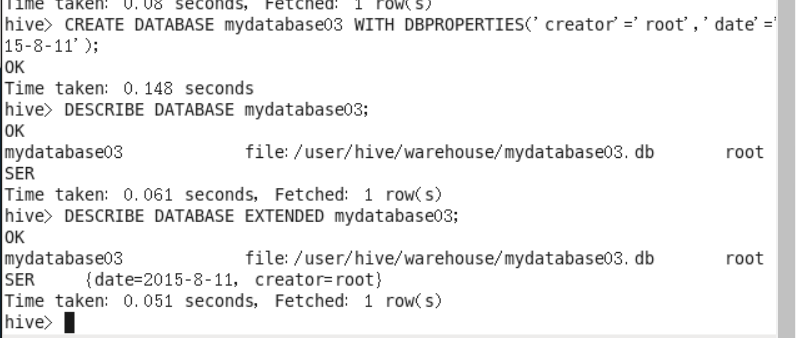 Time taken: 0.08 seconds, Fetched: 1 row(s)
hive> CREATE DATABASE mydatabase03 WITH DBPROPERTIES('creator'='root','date'='
15-8-11');
OK
Time taken: 0.148 seconds
hive> DESCRIBE DATABASE mydatabase03;
OK
mydatabase03 file:/user/hive/warehouse/mydatabase03.db root
SER
Time taken: 0.061 seconds, Fetched: 1 row(s)
hive> DESCRIBE DATABASE EXTENDED mydatabase03;
OK
mydatabase03 file:/user/hive/warehouse/mydatabase03.db root
SER {date=2015-8-11, creator=root}
Time taken: 0.051 seconds, Fetched: 1 row(s)
hive>